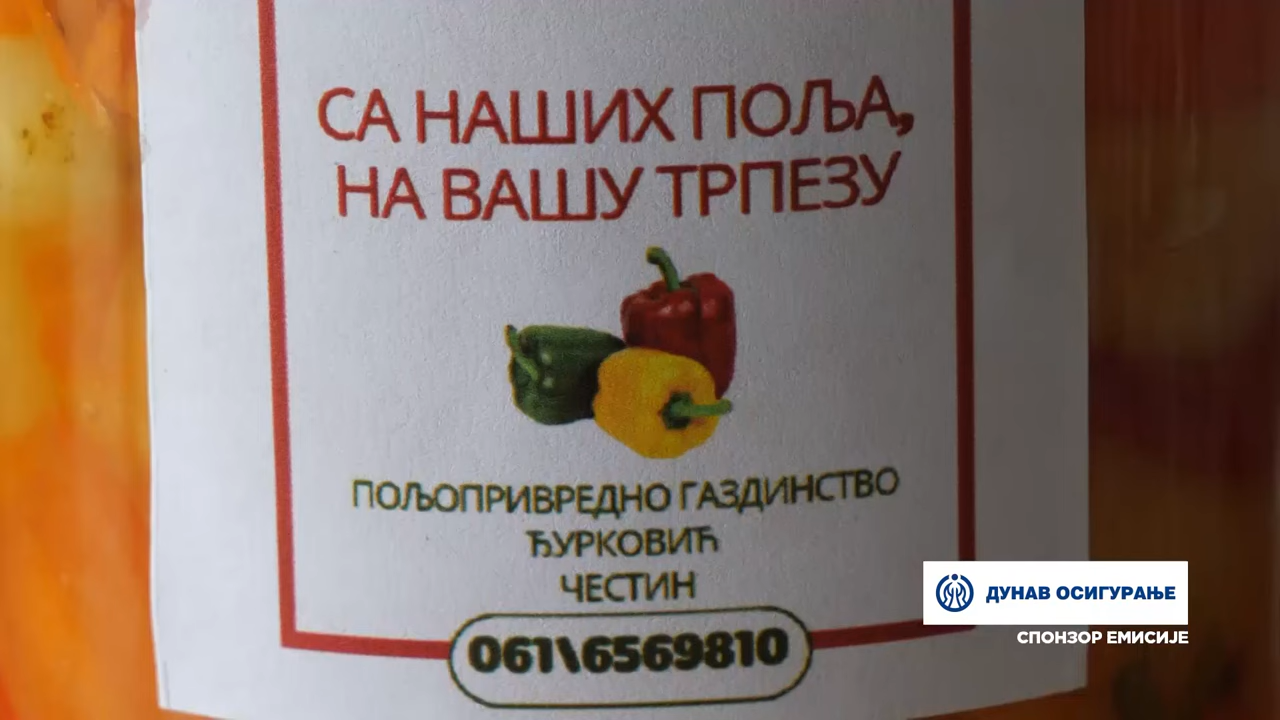 СА НАШИХ ПОЉА,
НА ВАШУ ТРПЕЗУ
ПОЉОПРИВРЕДНО ГАЗДИНСТВО
ЂУРКОВИЋ
ЧЕСТИН
061\6569810
ДУНАВ ОСИГУРАЊЕ
СПОНЗОР ЕМИСИЈЕ